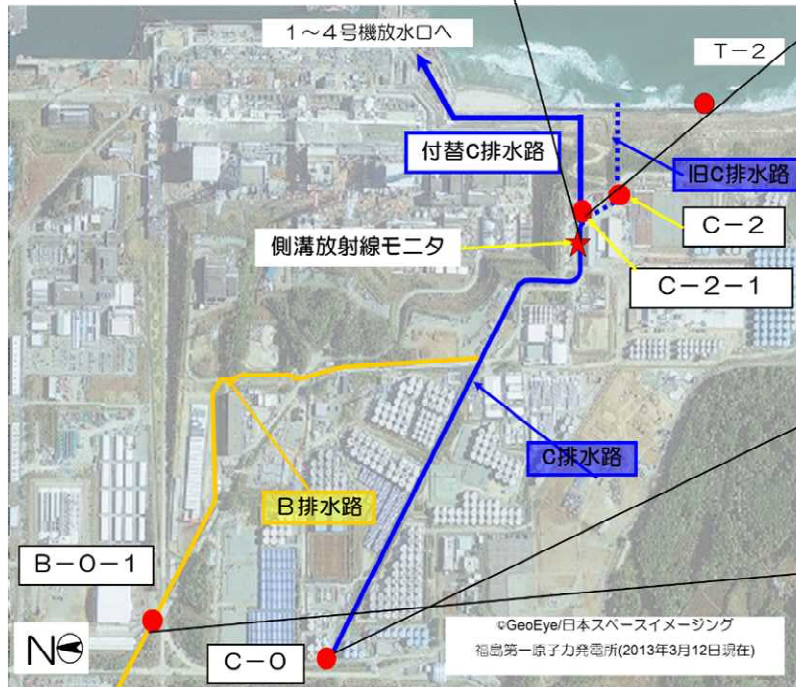 1～4号機放水口へ
T－2
付替C排水路
旧C排水路
C－2
側溝放射線モニタ
C－2－1
C排水路
B排水路
B－0－1
N
C－0
©GeoEye/日本スペースイメージング
福島第一原子力発電所(2013年3月12日現在)